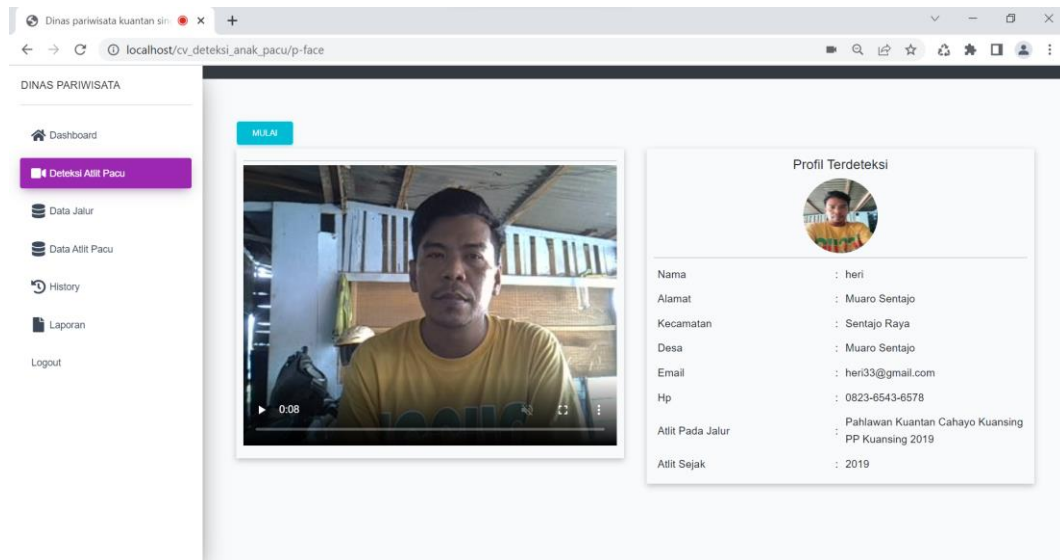 Dinas pariwisata kuantan sin
localhost/cv_deteksi_anak_pacu/p-face
DINAS PARIWISATA
Dashboard
Deteksi Atlit Pacu
Data Jalur
Data Atlit Pacu
History
Laporan
Logout
MULAI
0:08
Profil Terdeteksi
Nama : heri
Alamat : Muaro Sentajo
Kecamatan : Sentajo Raya
Desa : Muaro Sentajo
Email : heri33@gmail.com
Hp : 0823-6543-6578
Atlit Pada Jalur : Pahlawan Kuantan Cahayo Kuansing
PP Kuansing 2019
Atlit Sejak : 2019